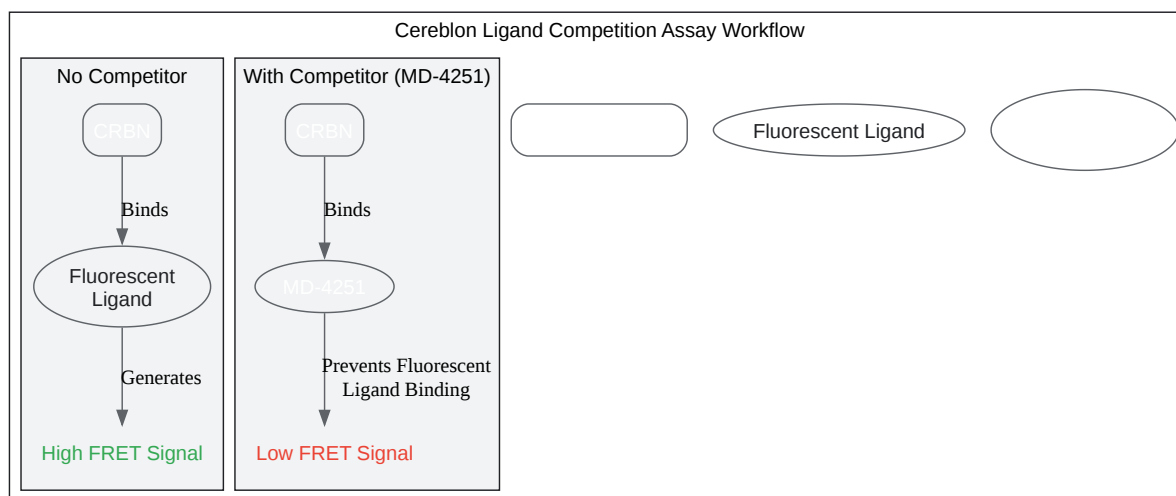 Cereblon Ligand Competition Assay Workflow
No Competitor
CRBN
Binds
Fluorescent
Ligand
Generates
High FRET Signal
With Competitor (MD-4251)
CRBN
Binds
MD-4251
Prevents Fluorescent
Ligand Binding
Low FRET Signal
Fluorescent Ligand